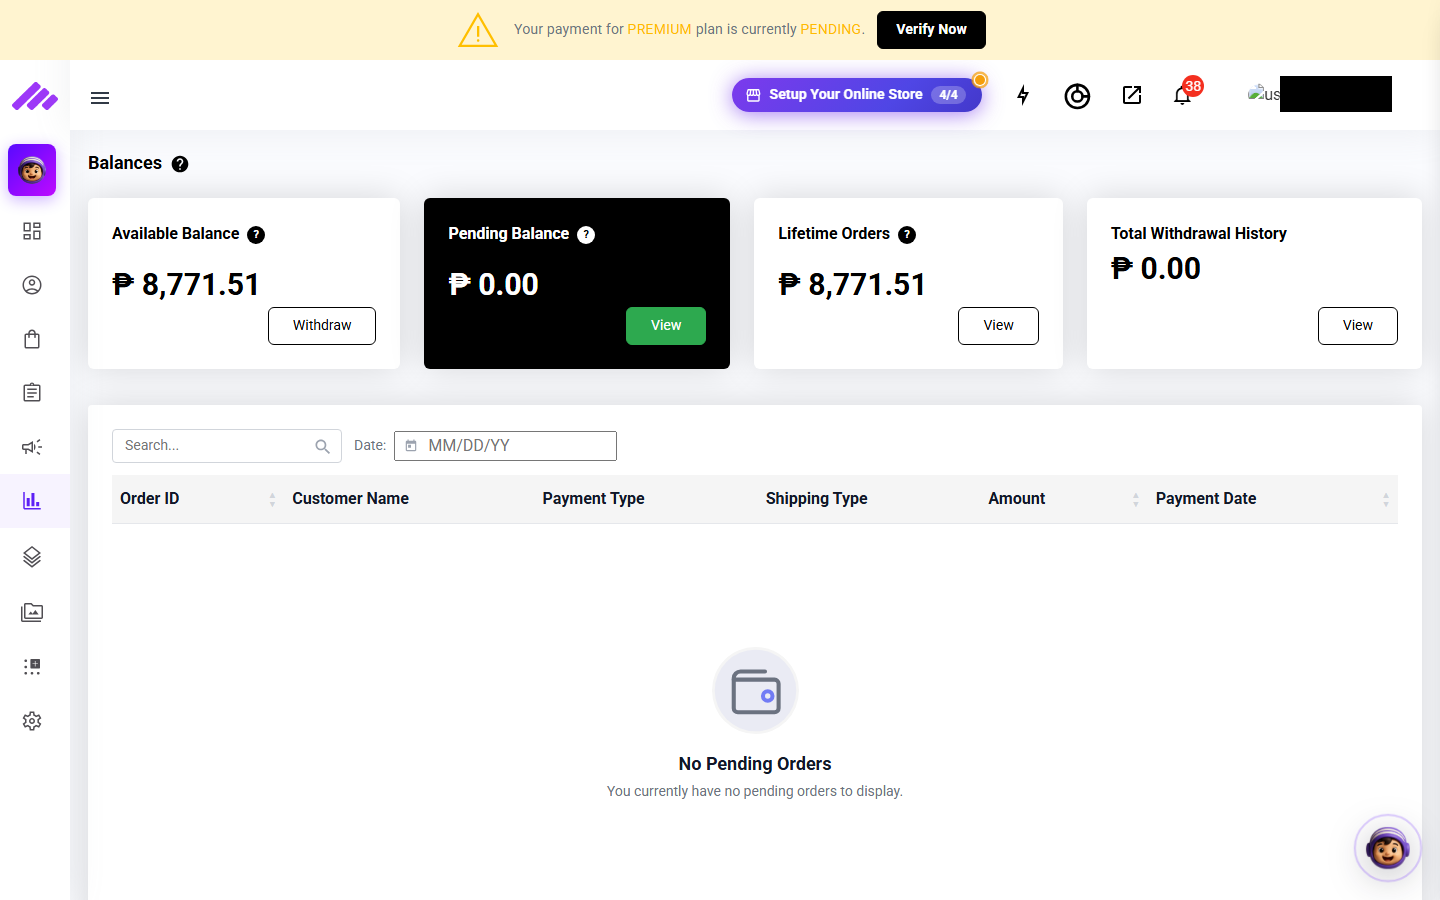 Your payment for PREMIUM plan is currently PENDING.
Verify Now
Setup Your Online Store 4/4
38
us
Balances ?
Available Balance ?
₱ 8,771.51
Withdraw
Pending Balance ?
₱ 0.00
View
Lifetime Orders ?
₱ 8,771.51
View
Total Withdrawal History
₱ 0.00
View
Search...
Date: MM/DD/YY
Order ID Customer Name Payment Type Shipping Type Amount Payment Date
No Pending Orders
You currently have no pending orders to display.